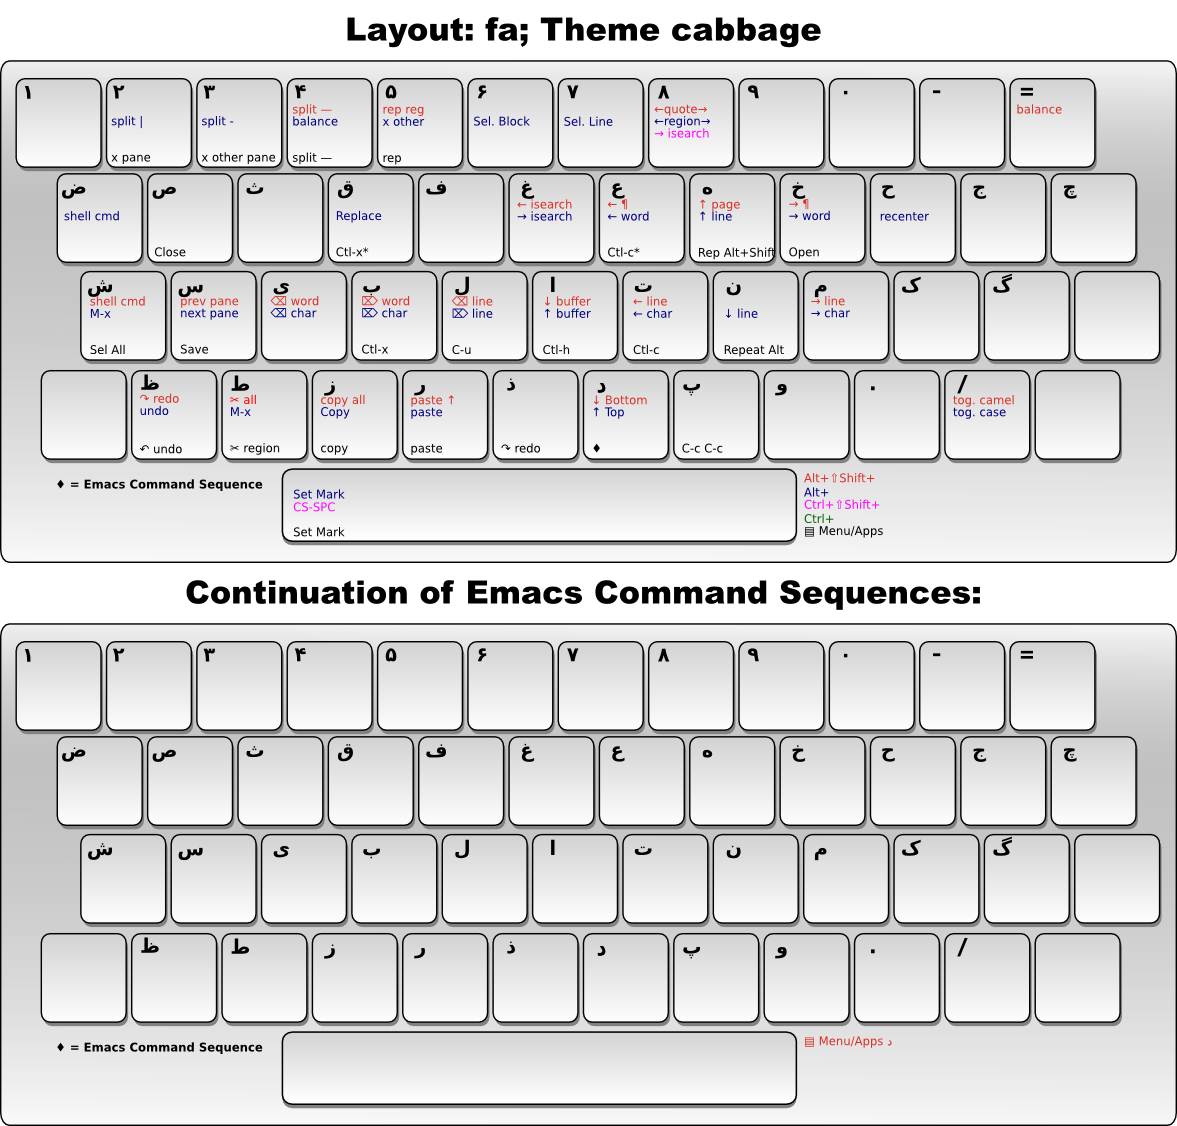 Layout: fa; Theme cabbage
۱ ۲ ۳ ۴ ۵ ۶ ۷ ۸ ۹ ۰ - =
split — rep reg ←quote→ balance
split | split - balance x other Sel. Block Sel. Line ←region→
→ isearch
x pane x other pane split — rep
ض ص ث ق ف غ ع ه خ ح ج چ
← isearch ← ¶ ↑ page → ¶
shell cmd Replace → isearch ← word ↑ line → word recenter
Close Ctl-x* Ctl-c* Rep Alt+Shift Open
ش س ی ب ل ا ت ن م ک گ
shell cmd prev pane ⌫ word ⌦ word ⌫ line ↓ buffer ← line → line
M-x next pane ⌫ char ⌦ char ⌦ line ↑ buffer ← char ↓ line → char
Sel All Save Ctl-x C-u Ctl-h Ctl-c Repeat Alt
ظ ط ز ر ذ د پ و . /
↷ redo ✂ all copy all paste ↑ ↓ Bottom tog. camel
undo M-x Copy paste ↑ Top tog. case
↶ undo ✂ region copy paste ↷ redo ♦ C-c C-c
♦ = Emacs Command Sequence
Set Mark
CS-SPC
Set Mark
Alt+⇧Shift+
Alt+
Ctrl+⇧Shift+
Ctrl+
▤ Menu/Apps
Continuation of Emacs Command Sequences:
۱ ۲ ۳ ۴ ۵ ۶ ۷ ۸ ۹ ۰ - =
ض ص ث ق ف غ ع ه خ ح ج چ
ش س ی ب ل ا ت ن م ک گ
ظ ط ز ر ذ د پ و . /
♦ = Emacs Command Sequence
▤ Menu/Apps د